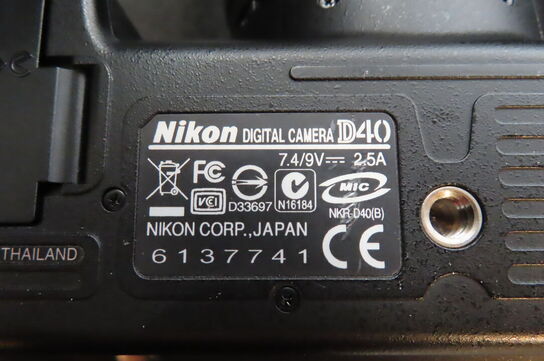 Nikon DIGITAL CAMERA D40
7.4/9V⎓ 2.5A
FC
VCI D33697 N16184 MIC
NKR-D40(B)
NIKON CORP.,JAPAN
6137741 CE
THAILAND